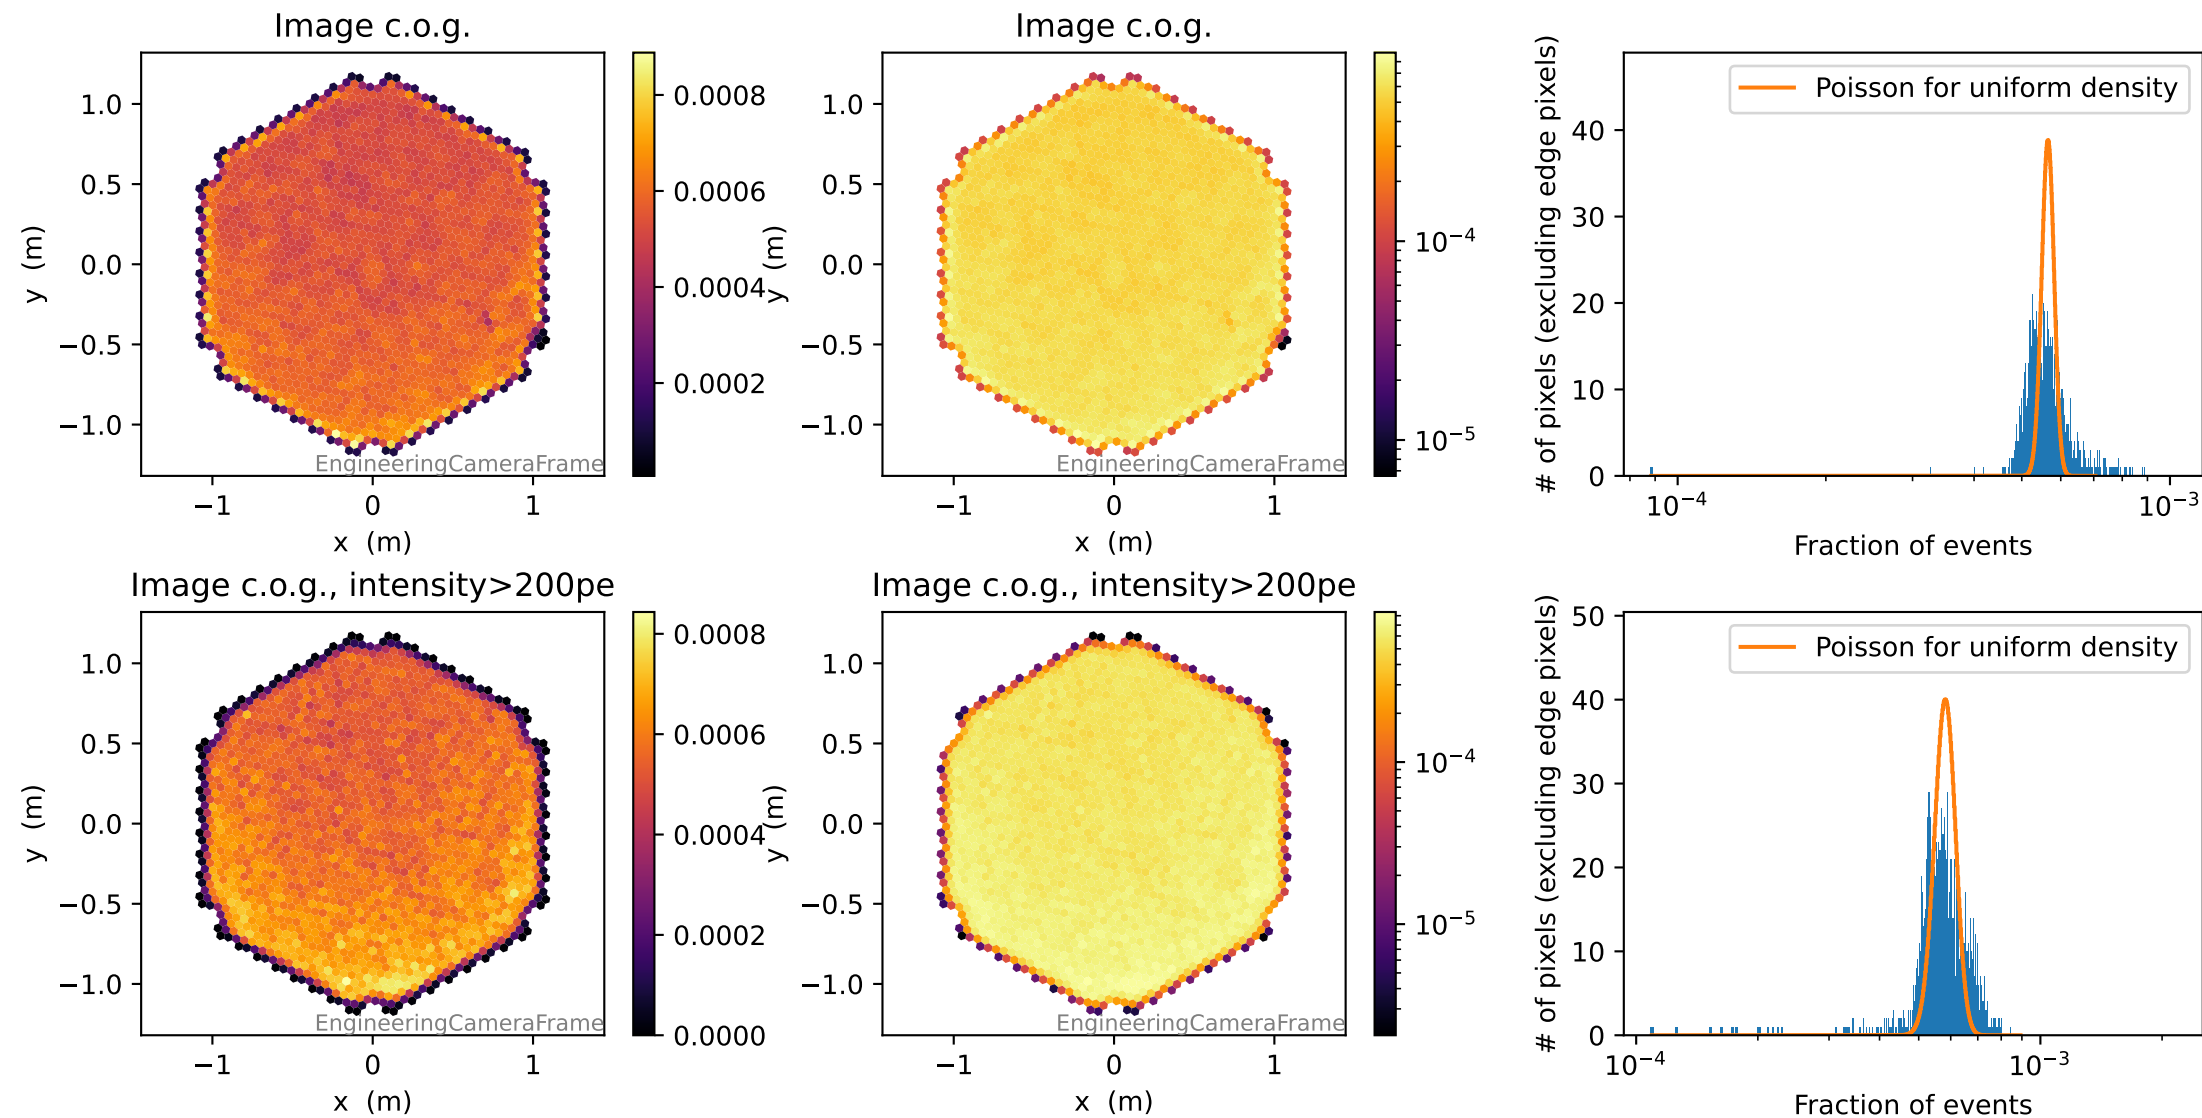 Image c.o.g.
y (m)
1.0
0.5
0.0
−0.5
−1.0
−1
0
1
x (m)
EngineeringCameraFrame
0.0008
0.0006
0.0004
0.0002
Image c.o.g.
y (m)
1.0
0.5
0.0
−0.5
−1.0
−1
0
1
x (m)
EngineeringCameraFrame
10⁻⁴
10⁻⁵
# of pixels (excluding edge pixels)
40
30
20
10
0
Poisson for uniform density
10⁻⁴
10⁻³
Fraction of events
Image c.o.g., intensity>200pe
y (m)
1.0
0.5
0.0
−0.5
−1.0
−1
0
1
x (m)
EngineeringCameraFrame
0.0008
0.0006
0.0004
0.0002
0.0000
Image c.o.g., intensity>200pe
y (m)
1.0
0.5
0.0
−0.5
−1.0
−1
0
1
x (m)
EngineeringCameraFrame
10⁻⁴
10⁻⁵
# of pixels (excluding edge pixels)
50
40
30
20
10
0
Poisson for uniform density
10⁻⁴
10⁻³
Fraction of events